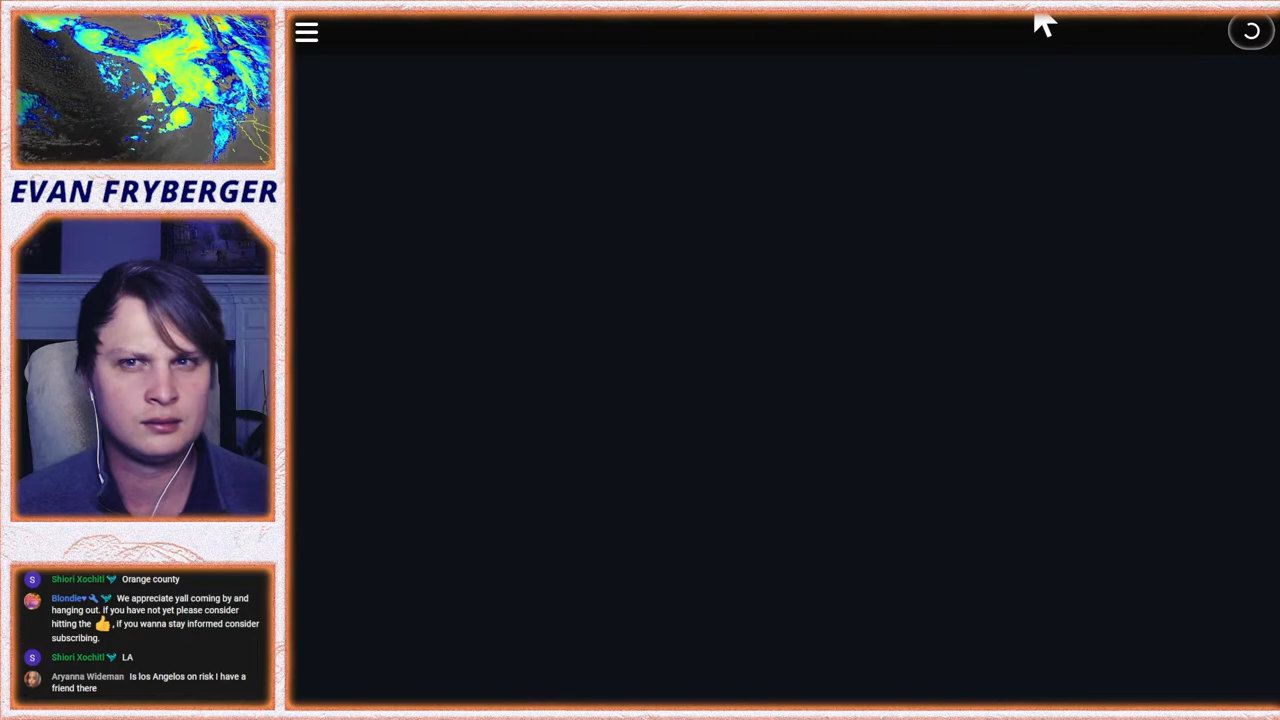 EVAN FRYBERGER
S Shiori Xochitl Orange county
Blondie♥ We appreciate yall coming by and
hanging out. if you have not yet please consider
hitting the 👍, if you wanna stay informed consider
subscribing.
S Shiori Xochitl LA
Aryanna Wideman Is los Angelos on risk I have a
friend there